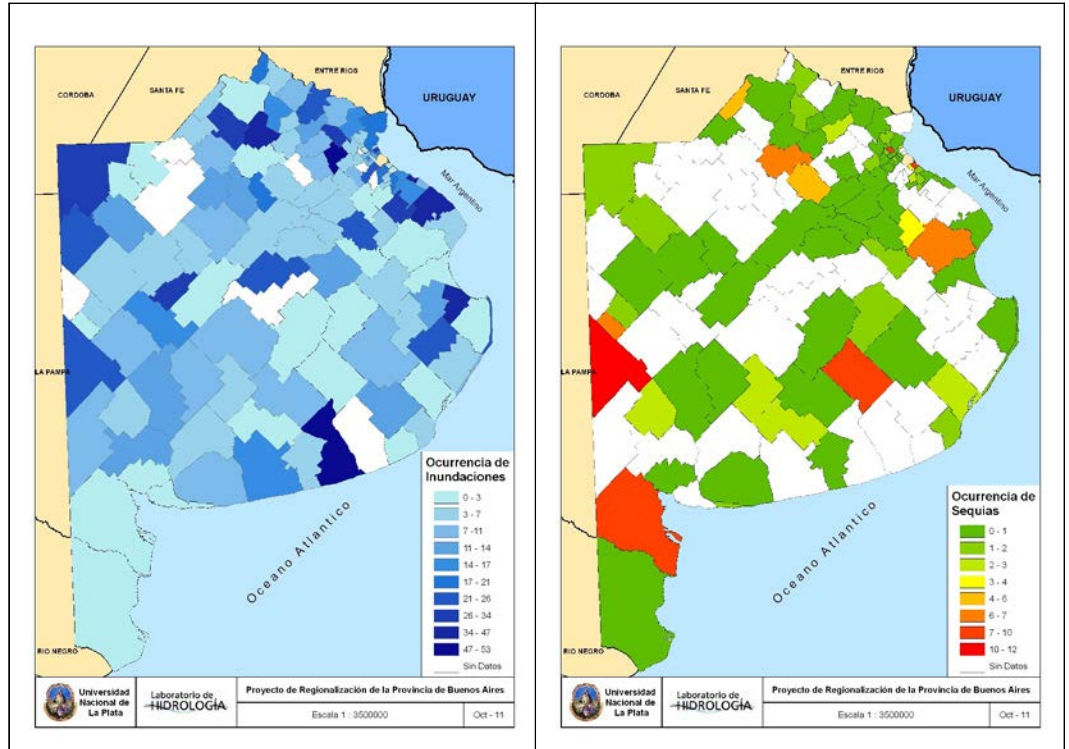 ENTRE RIOS
SANTA FE
CORDOBA
URUGUAY
Mar Argentino
LA PAMPA
Oceano Atlantico
RIO NEGRO
Ocurrencia de
Inundaciones
0 - 3
3 - 7
7 - 11
11 - 14
14 - 17
17 - 21
21 - 26
26 - 34
34 - 47
47 - 53
Sin Datos
Universidad
Nacional de
La Plata
Laboratorio de
HIDROLOGÍA
Proyecto de Regionalización de la Provincia de Buenos Aires
Escala 1 : 3500000
Oct - 11
ENTRE RIOS
SANTA FE
CORDOBA
URUGUAY
Mar Argentino
LA PAMPA
Oceano Atlantico
RIO NEGRO
Ocurrencia de
Sequias
0 - 1
1 - 2
2 - 3
3 - 4
4 - 6
6 - 7
7 - 10
10 - 12
Sin Datos
Universidad
Nacional de
La Plata
Laboratorio de
HIDROLOGÍA
Proyecto de Regionalización de la Provincia de Buenos Aires
Escala 1 : 3500000
Oct - 11